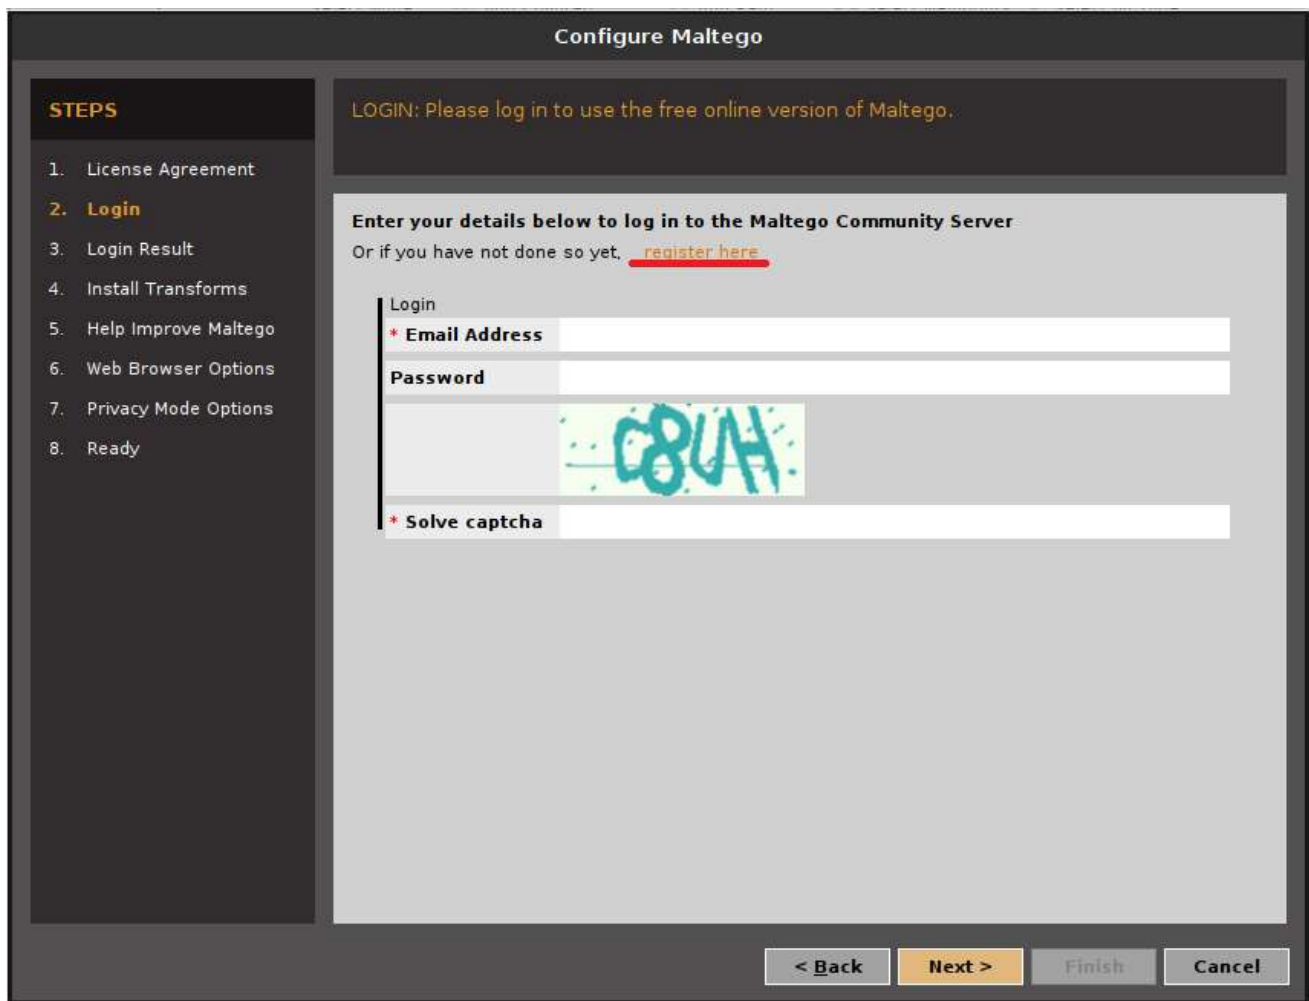 Configure Maltego
STEPS
1. License Agreement
2. Login
3. Login Result
4. Install Transforms
5. Help Improve Maltego
6. Web Browser Options
7. Privacy Mode Options
8. Ready
LOGIN: Please log in to use the free online version of Maltego.
Enter your details below to log in to the Maltego Community Server
Or if you have not done so yet, register here
Login
* Email Address
Password
* Solve captcha
< Back
Next >
Finish
Cancel